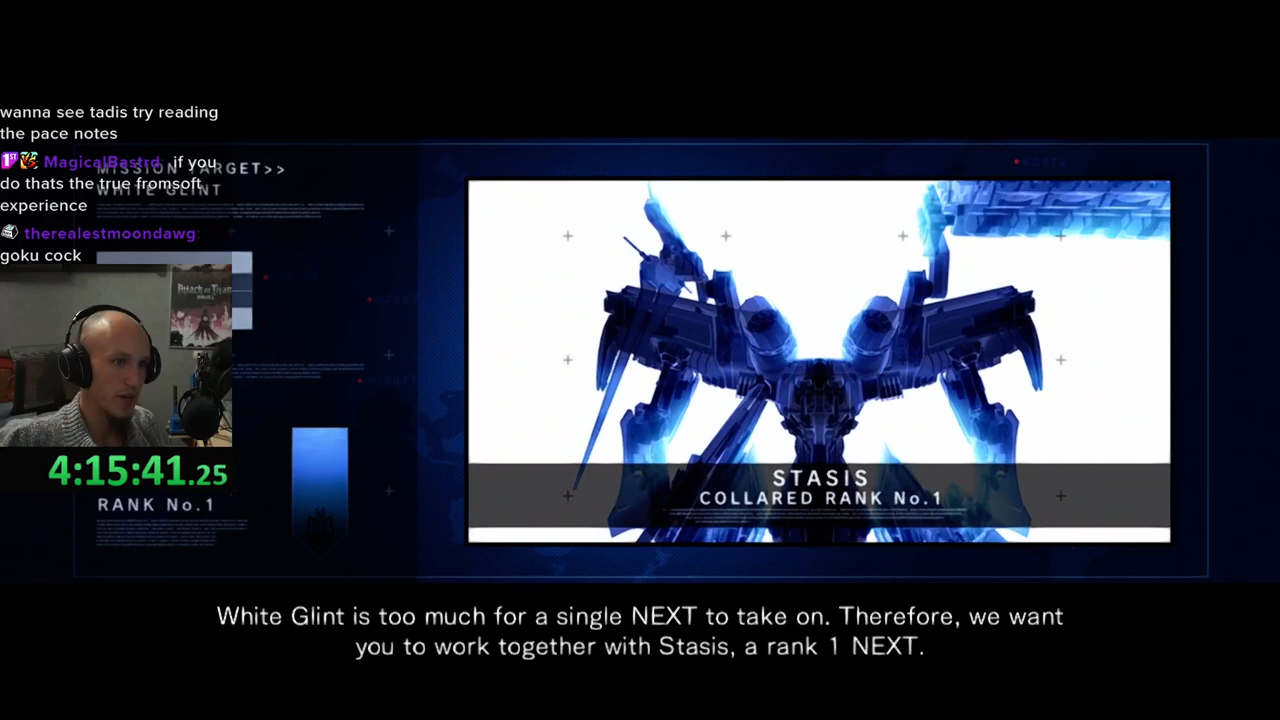 wanna see tadis try reading
the pace notes
MagicalBastrd: if you
do thats the true fromsoft
experience
therealestmoondawg:
goku cock
MISSION TARGET>>
WHITE GLINT
4:15:41.25
RANK No.1
STASIS
COLLARED RANK No.1
White Glint is too much for a single NEXT to take on. Therefore, we want
you to work together with Stasis, a rank 1 NEXT.